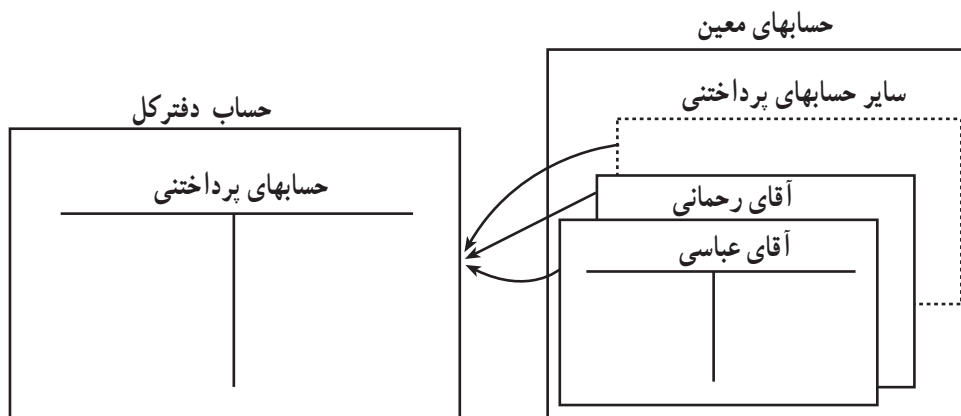 حسابهای معین
سایر حسابهای پرداختنی
آقای رحمانی
آقای عباسی
حساب دفترکل
حسابهای پرداختنی